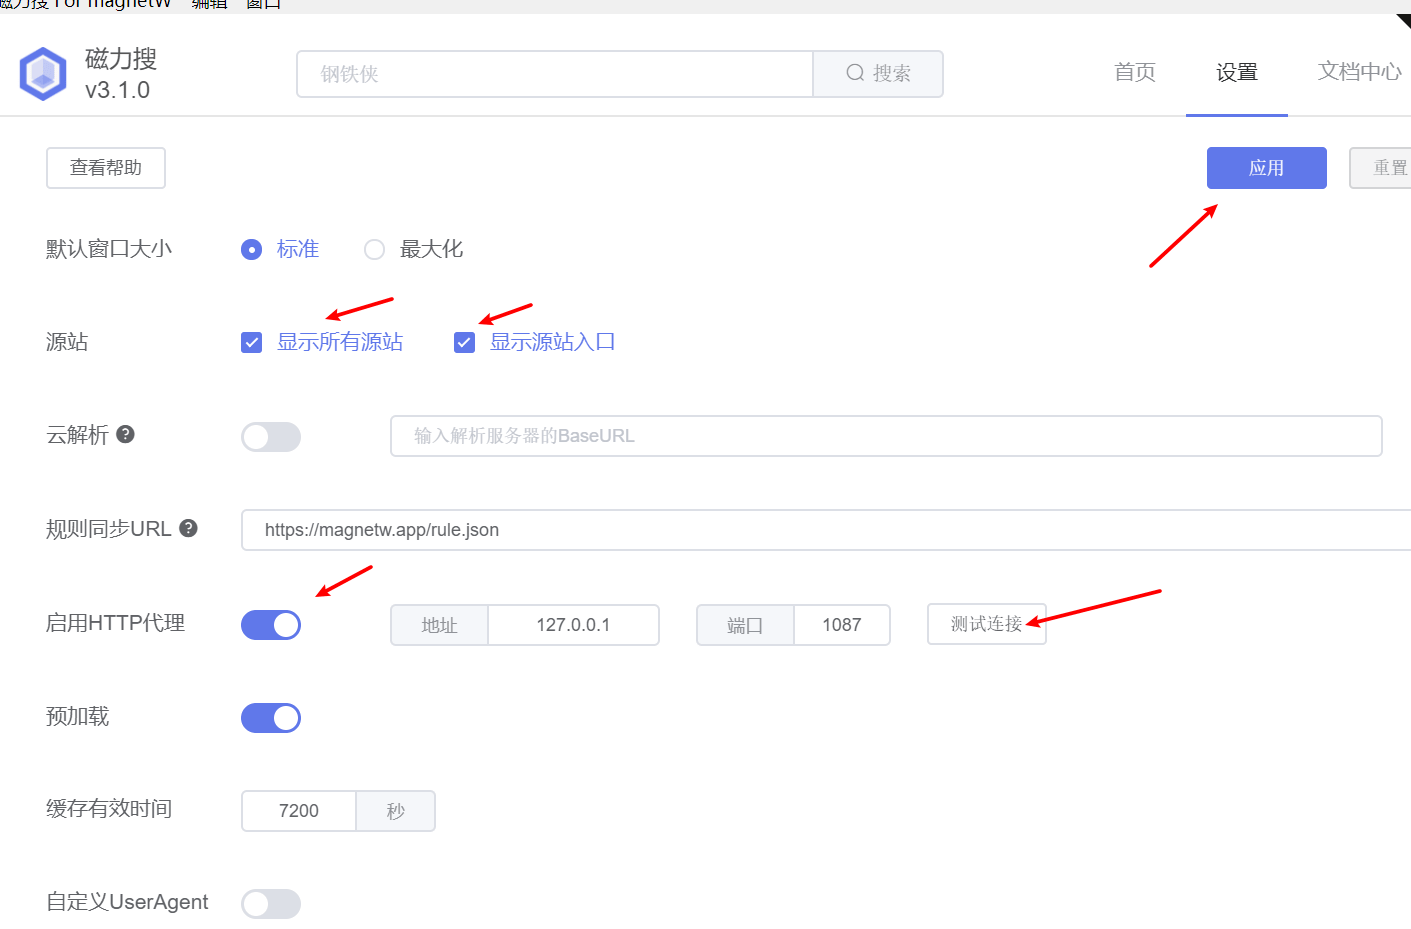 磁力搜 For magnetW 编辑 窗口
磁力搜
v3.1.0
钢铁侠
搜索
首页
设置
文档中心
查看帮助
应用
重置
默认窗口大小
标准
最大化
源站
显示所有源站
显示源站入口
云解析
输入解析服务器的BaseURL
规则同步URL
https://magnetw.app/rule.json
启用HTTP代理
地址
127.0.0.1
端口
1087
测试连接
预加载
缓存有效时间
7200
秒
自定义UserAgent